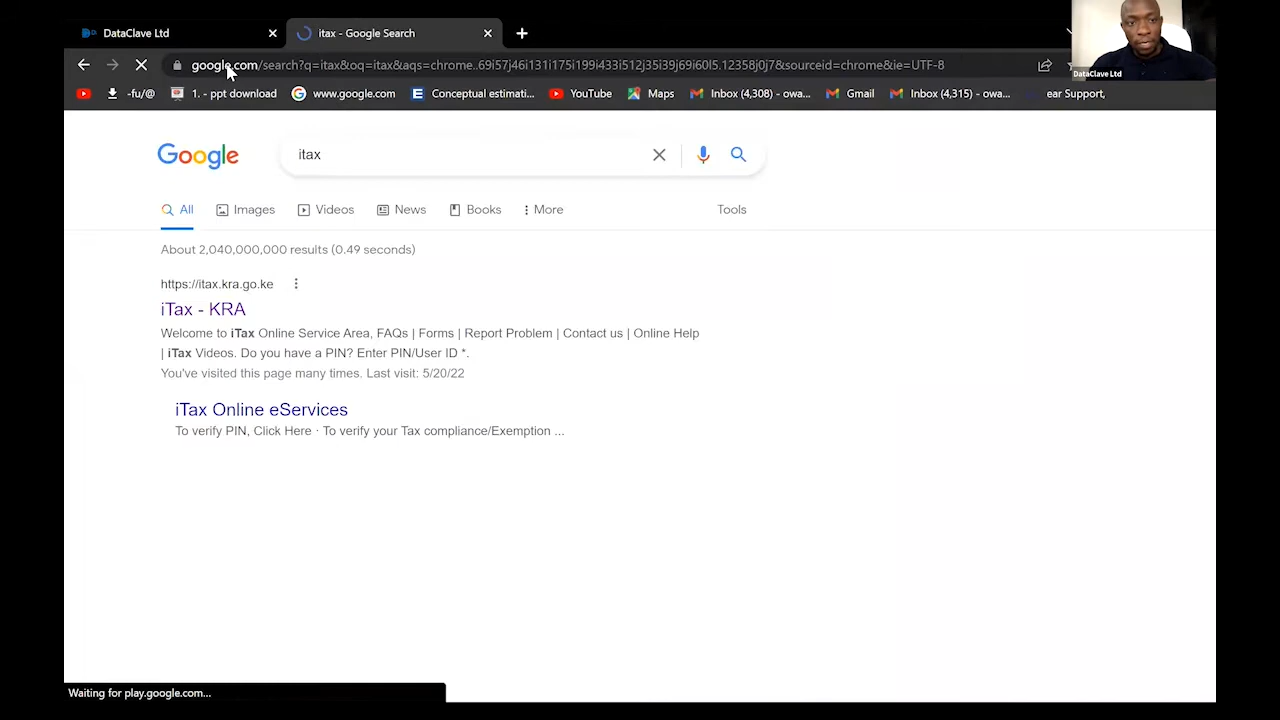 DataClave Ltd
itax - Google Search
google.com/search?q=itax&oq=itax&aqs=chrome..69i57j46i131i175i199i433i512j35i39j69i60l5.12358j0j7&sourceid=chrome&ie=UTF-8
DataClave Ltd
-fu/@
1. - ppt download
www.google.com
Conceptual estimati...
YouTube
Maps
Inbox (4,308) - owa...
Gmail
Inbox (4,315) - owa...
ear Support,
Google
itax
All
Images
Videos
News
Books
More
Tools
About 2,040,000,000 results (0.49 seconds)
https://itax.kra.go.ke
iTax - KRA
Welcome to iTax Online Service Area, FAQs | Forms | Report Problem | Contact us | Online Help
| iTax Videos. Do you have a PIN? Enter PIN/User ID *.
You've visited this page many times. Last visit: 5/20/22
iTax Online eServices
To verify PIN, Click Here · To verify your Tax compliance/Exemption ...
Waiting for play.google.com...